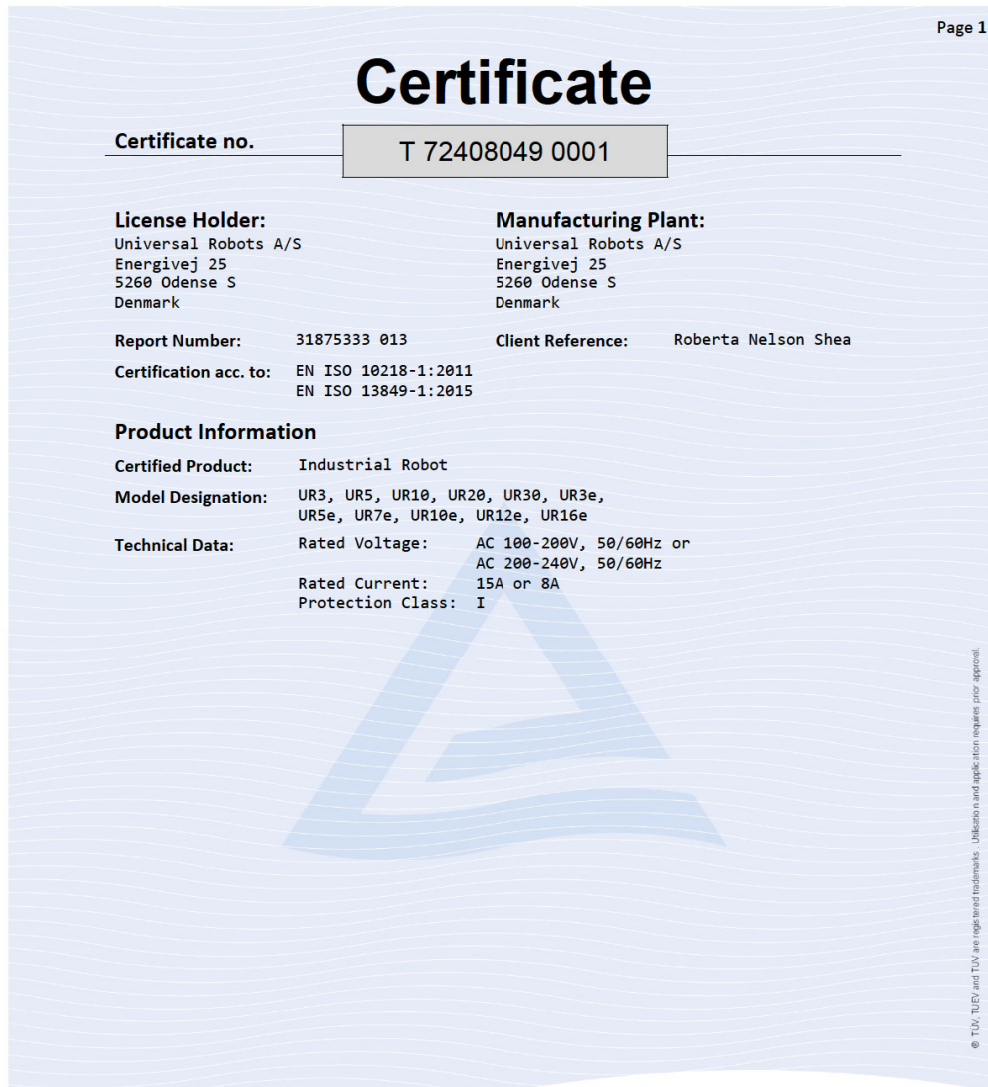 Page 1
Certificate
Certificate no.
T 72408049 0001
License Holder:
Universal Robots A/S
Energivej 25
5260 Odense S
Denmark
Manufacturing Plant:
Universal Robots A/S
Energivej 25
5260 Odense S
Denmark
Report Number: 31875333 013
Client Reference: Roberta Nelson Shea
Certification acc. to: EN ISO 10218-1:2011
EN ISO 13849-1:2015
Product Information
Certified Product: Industrial Robot
Model Designation: UR3, UR5, UR10, UR20, UR30, UR3e,
UR5e, UR7e, UR10e, UR12e, UR16e
Technical Data: Rated Voltage: AC 100-200V, 50/60Hz or
AC 200-240V, 50/60Hz
Rated Current: 15A or 8A
Protection Class: I
® TÜV, TUEV and TUV are registered trademarks. Utilisation and application requires prior approval.